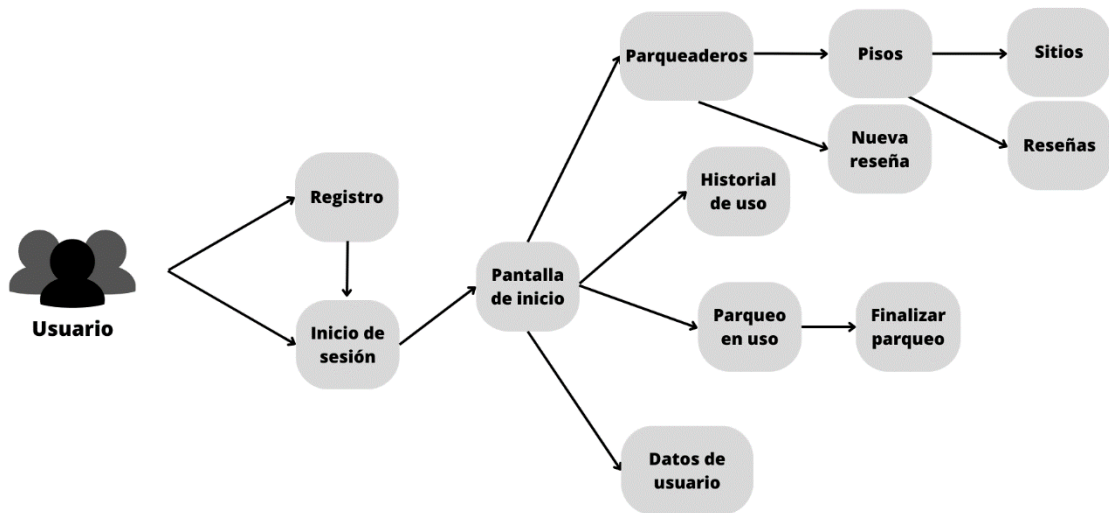 Usuario
Registro
Inicio de
sesión
Pantalla
de inicio
Parqueaderos
Pisos
Sitios
Nueva
reseña
Reseñas
Historial
de uso
Parqueo
en uso
Finalizar
parqueo
Datos de
usuario